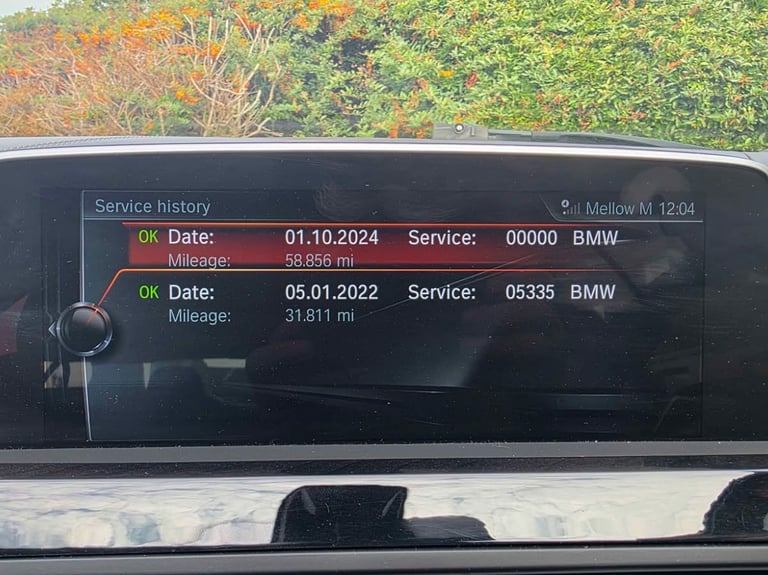 Service history Mellow M 12:04
OK Date: 01.10.2024 Service: 00000 BMW
Mileage: 58.856 mi
OK Date: 05.01.2022 Service: 05335 BMW
Mileage: 31.811 mi